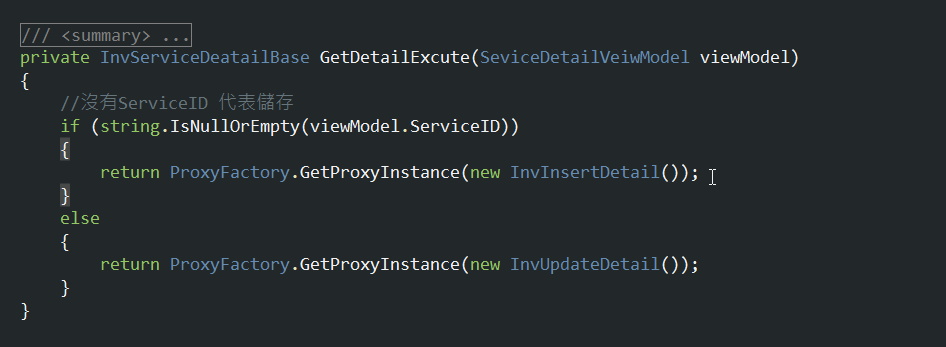 /// <summary> ...
private InvServiceDeatailBase GetDetailExcute(SeviceDetailVeiwModel viewModel)
{
//沒有ServiceID 代表儲存
if (string.IsNullOrEmpty(viewModel.ServiceID))
{
return ProxyFactory.GetProxyInstance(new InvInsertDetail());
}
else
{
return ProxyFactory.GetProxyInstance(new InvUpdateDetail());
}
}